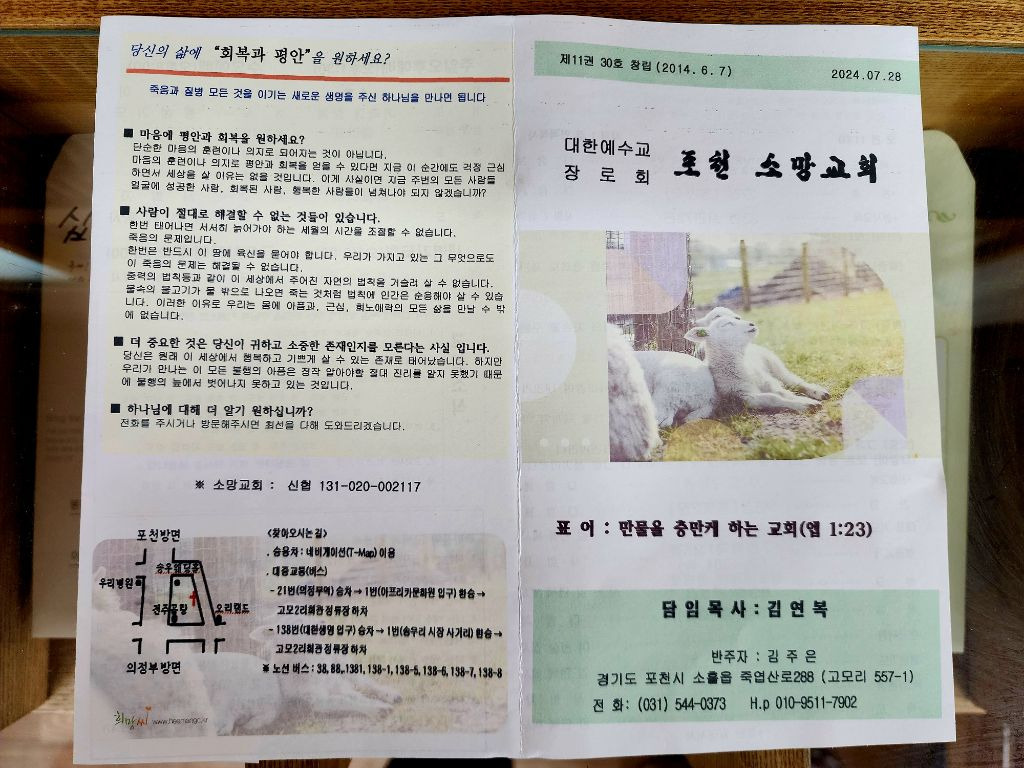 당신의 삶에 "회복과 평안"을 원하세요?
죽음과 질병 모든 것을 이기는 새로운 생명을 주신 하나님을 만나면 됩니다
■ 마음에 평안과 회복을 원하세요?
단순한 마음의 훈련이나 의지로 되어지는 것이 아닙니다.
마음의 훈련이나 의지로 평안과 회복을 얻을 수 있다면 지금 이 순간에도 걱정 근심
하면서 세상을 살 이유는 없을 것입니다. 이게 사실이면 지금 주변의 모든 사람들
얼굴에 성공한 사람, 회복된 사람, 행복한 사람들이 넘쳐나야 되지 않겠습니까?
■ 사람이 절대로 해결할 수 없는 것들이 있습니다.
한번 태어나면 서서히 늙어가야 하는 세월의 시간을 조절할 수 없습니다.
죽음의 문제입니다.
한번은 반드시 이 땅에 육신을 묻어야 합니다. 우리가 가지고 있는 그 무엇으로도
이 죽음의 문제는 해결될 수 없습니다.
중력의 법칙등과 같이 이 세상에서 주어진 자연의 법칙을 거슬려 살 수 없습니다.
물속의 물고기가 물 밖으로 나오면 죽는 것처럼 법칙에 인간은 순응해야 살 수 있습
니다. 이러한 이유로 우리는 몸에 아픔과, 근심, 희노애락의 모든 삶을 만날 수 밖
에 없습니다.
■ 더 중요한 것은 당신이 귀하고 소중한 존재인지를 모른다는 사실 입니다.
당신은 원래 이 세상에서 행복하고 기쁘게 살 수 있는 존재로 태어났습니다. 하지만
우리가 만나는 이 모든 불행의 아픔은 정작 알아야할 절대 진리를 알지 못했기 때문
에 불행의 늪에서 벗어나지 못하고 있는 것입니다.
■ 하나님에 대해 더 알기 원하십니까?
전화를 주시거나 방문해주시면 최선을 다해 도와드리겠습니다.
※ 소망교회 : 신협 131-020-002117
포천방면
송우웨딩홀
우리병원
전주공장
오리랜드
의정부방면
<찾아오시는길>
. 승용차 : 네비게이션(T-Map) 이용
. 대중교통(버스)
- 21번(의정부역) 승차 → 1번(아프리카문화원 입구) 환승 →
고모2리회관 정류장 하차
- 138번(대한생명 입구) 승차 → 1번(송우리 시장 사거리) 환승 →
고모2리회관 정류장 하차
※ 노선 버스 : 38, 88,.1381, 138-1, 138-5, 138-6, 138-7, 138-8
희망씨 www.heemang.kr
제11권 30호 창립 (2014. 6. 7)
2024.07.28
대한예수교
장 로 회
포천 소망교회
표 어 : 만물을 충만케 하는 교회(엡 1:23)
담임목사 : 김 연 복
반주자 : 김 주 은
경기도 포천시 소흘읍 죽엽산로288 (고모리 557-1)
전 화: (031) 544-0373 H.p 010-9511-7902